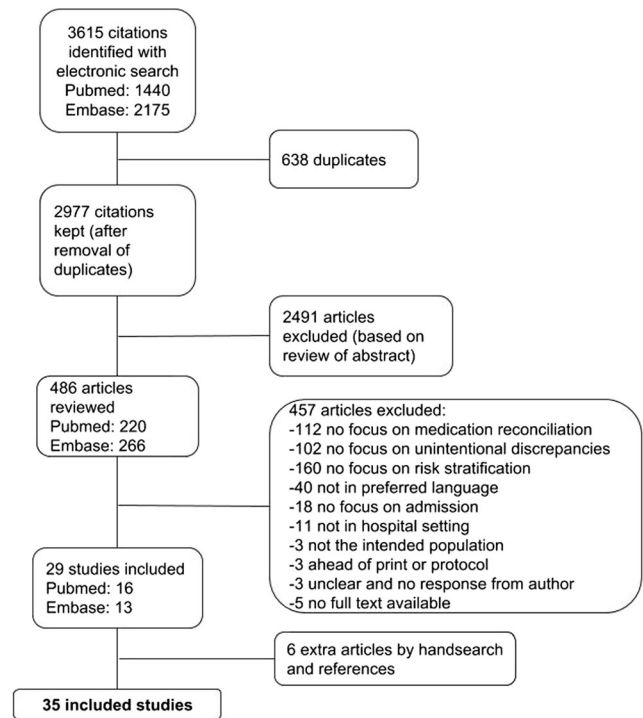 3615 citations
identified with
electronic search
Pubmed: 1440
Embase: 2175
638 duplicates
2977 citations
kept (after
removal of
duplicates)
2491 articles
excluded (based on
review of abstract)
486 articles
reviewed
Pubmed: 220
Embase: 266
457 articles excluded:
-112 no focus on medication reconciliation
-102 no focus on unintentional discrepancies
-160 no focus on risk stratification
-40 not in preferred language
-18 no focus on admission
-11 not in hospital setting
-3 not the intended population
-3 ahead of print or protocol
-3 unclear and no response from author
-5 no full text available
29 studies included
Pubmed: 16
Embase: 13
6 extra articles by handsearch
and references
35 included studies